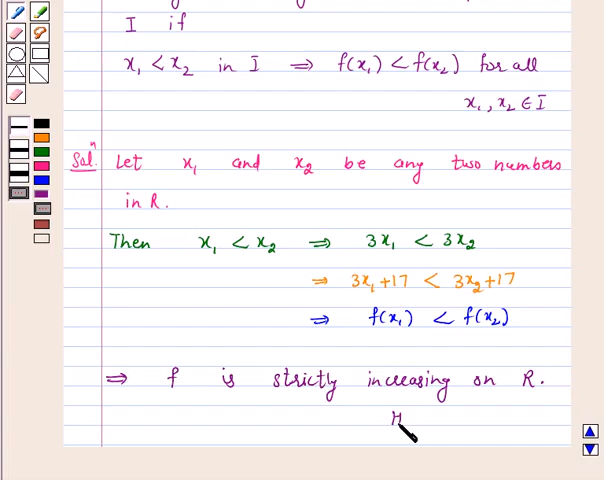 I if
x₁ < x₂ in I ⇒ f(x₁) < f(x₂) for all
x₁, x₂ ∈ I
Solⁿ Let x₁ and x₂ be any two numbers
in R.
Then x₁ < x₂ ⇒ 3x₁ < 3x₂
⇒ 3x₁+17 < 3x₂+17
⇒ f(x₁) < f(x₂)
⇒ f is strictly increasing on R.
H